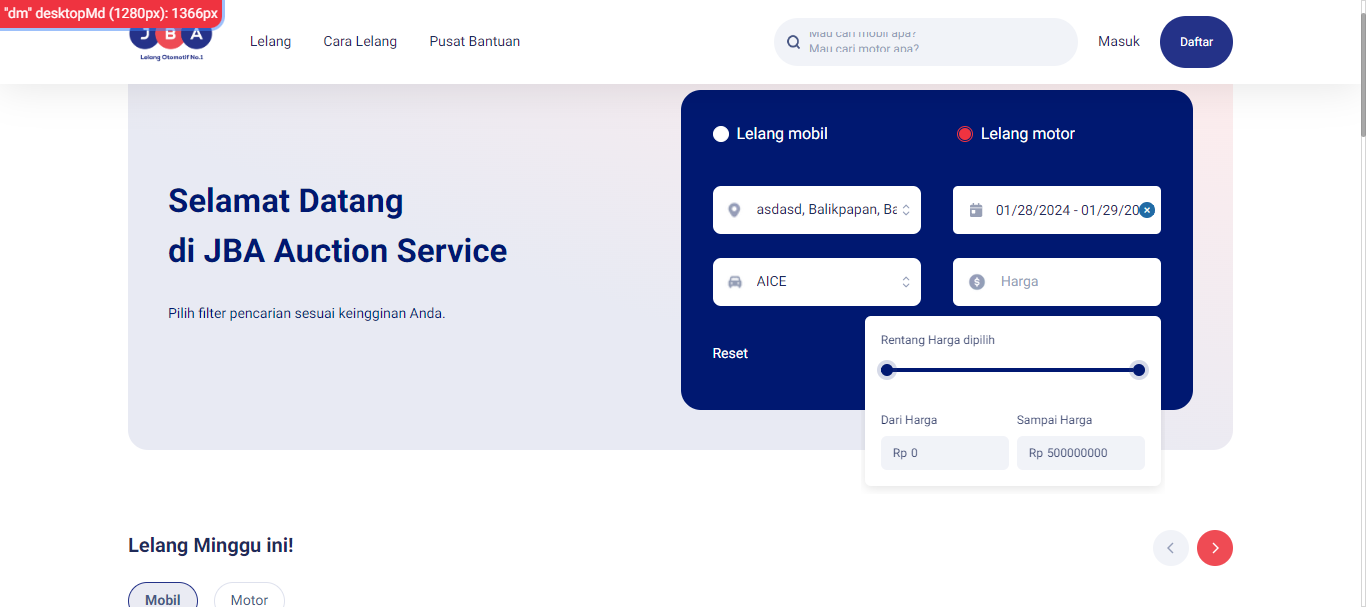 "dm" desktopMd (1280px): 1366px
JBA
Lelang Otomotif No.1
Lelang
Cara Lelang
Pusat Bantuan
Mau cari mobil apa?
Mau cari motor apa?
Masuk
Daftar
Selamat Datang
di JBA Auction Service
Pilih filter pencarian sesuai keingginan Anda.
Lelang mobil
Lelang motor
asdasd, Balikpapan, Ba
01/28/2024 - 01/29/20
AICE
Harga
Reset
Rentang Harga dipilih
Dari Harga
Sampai Harga
Rp 0
Rp 500000000
Lelang Minggu ini!
Mobil
Motor